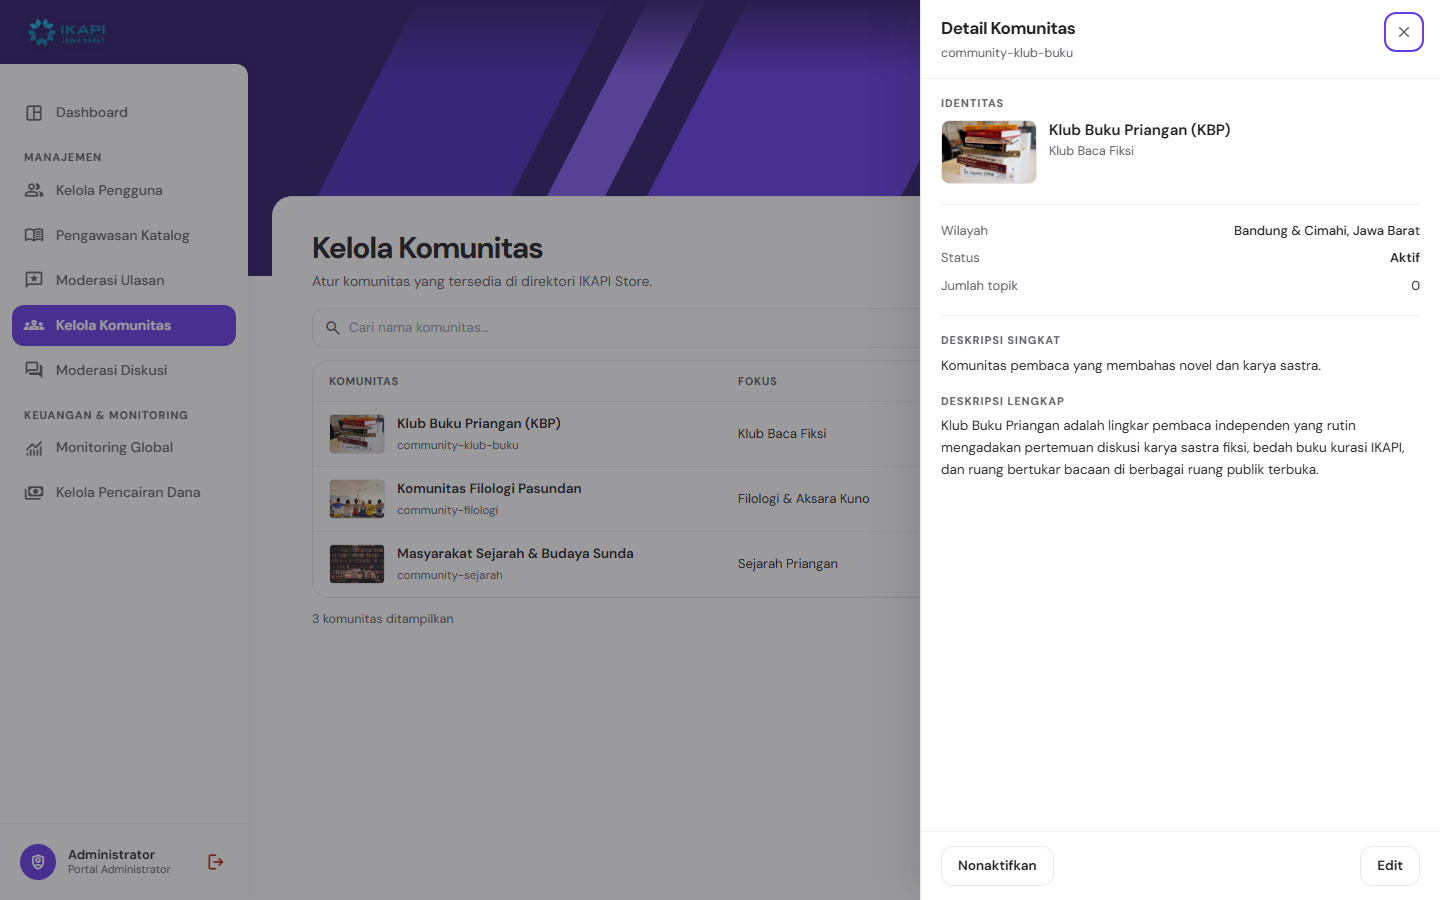 IKAPI
JAWA BARAT
Dashboard
MANAJEMEN
Kelola Pengguna
Pengawasan Katalog
Moderasi Ulasan
Kelola Komunitas
Moderasi Diskusi
KEUANGAN & MONITORING
Monitoring Global
Kelola Pencairan Dana
Administrator
Portal Administrator
Kelola Komunitas
Atur komunitas yang tersedia di direktori IKAPI Store.
Cari nama komunitas...
KOMUNITAS FOKUS
Klub Buku Priangan (KBP)
community-klub-buku
Klub Baca Fiksi
Komunitas Filologi Pasundan
community-filologi
Filologi & Aksara Kuno
Masyarakat Sejarah & Budaya Sunda
community-sejarah
Sejarah Priangan
3 komunitas ditampilkan
Detail Komunitas
community-klub-buku
IDENTITAS
Klub Buku Priangan (KBP)
Klub Baca Fiksi
Wilayah Bandung & Cimahi, Jawa Barat
Status Aktif
Jumlah topik 0
DESKRIPSI SINGKAT
Komunitas pembaca yang membahas novel dan karya sastra.
DESKRIPSI LENGKAP
Klub Buku Priangan adalah lingkar pembaca independen yang rutin
mengadakan pertemuan diskusi karya sastra fiksi, bedah buku kurasi IKAPI,
dan ruang bertukar bacaan di berbagai ruang publik terbuka.
Nonaktifkan Edit